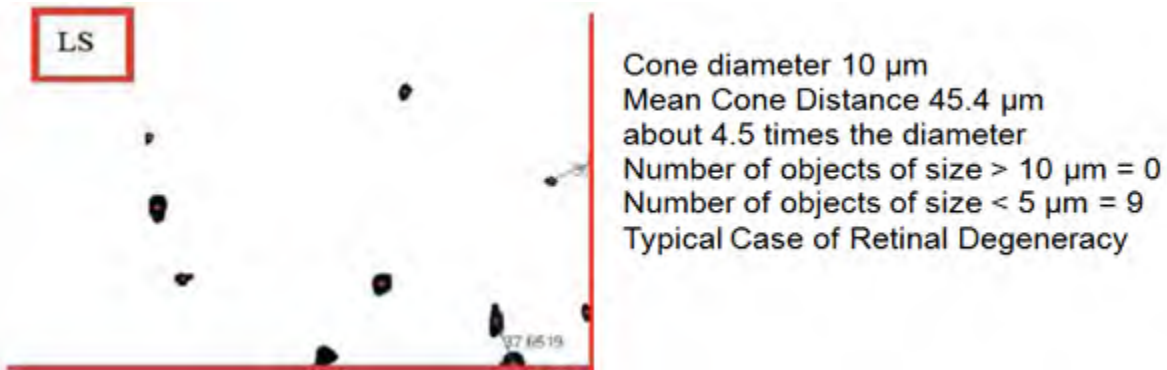 LS
Cone diameter 10 µm
Mean Cone Distance 45.4 µm
about 4.5 times the diameter
Number of objects of size > 10 µm = 0
Number of objects of size < 5 µm = 9
Typical Case of Retinal Degeneracy
37.6519